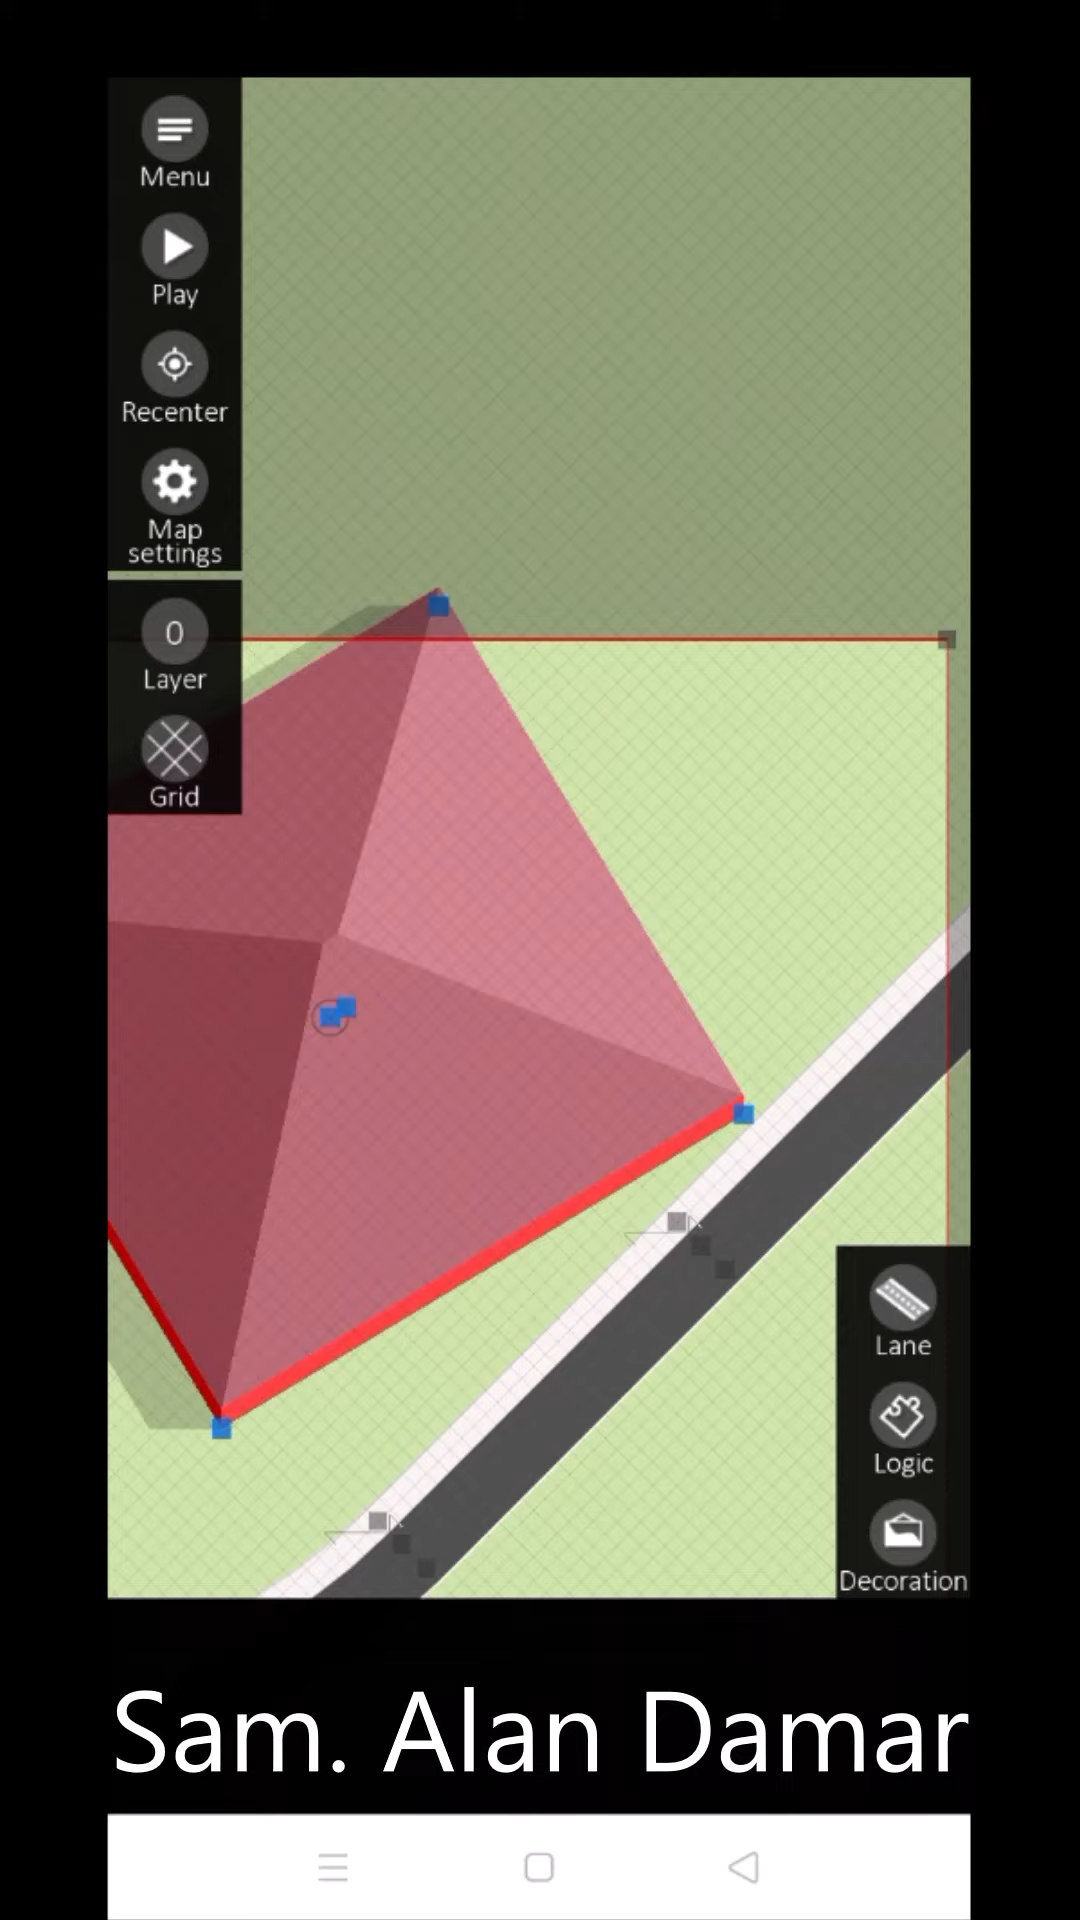 Menu
Play
Recenter
Map
settings
0
Layer
Grid
Lane
Logic
Decoration
Sam. Alan Damar